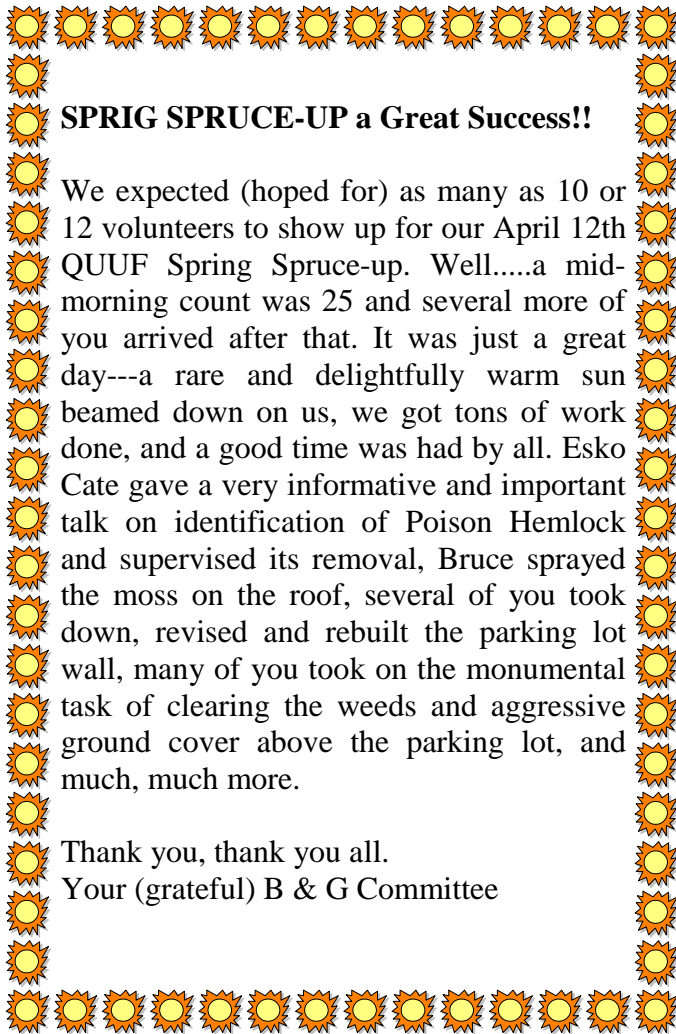 SPRIG SPRUCE-UP a Great Success!!
We expected (hoped for) as many as 10 or
12 volunteers to show up for our April 12th
QUUF Spring Spruce-up. Well.....a mid-
morning count was 25 and several more of
you arrived after that. It was just a great
day---a rare and delightfully warm sun
beamed down on us, we got tons of work
done, and a good time was had by all. Esko
Cate gave a very informative and important
talk on identification of Poison Hemlock
and supervised its removal, Bruce sprayed
the moss on the roof, several of you took
down, revised and rebuilt the parking lot
wall, many of you took on the monumental
task of clearing the weeds and aggressive
ground cover above the parking lot, and
much, much more.
Thank you, thank you all.
Your (grateful) B & G Committee